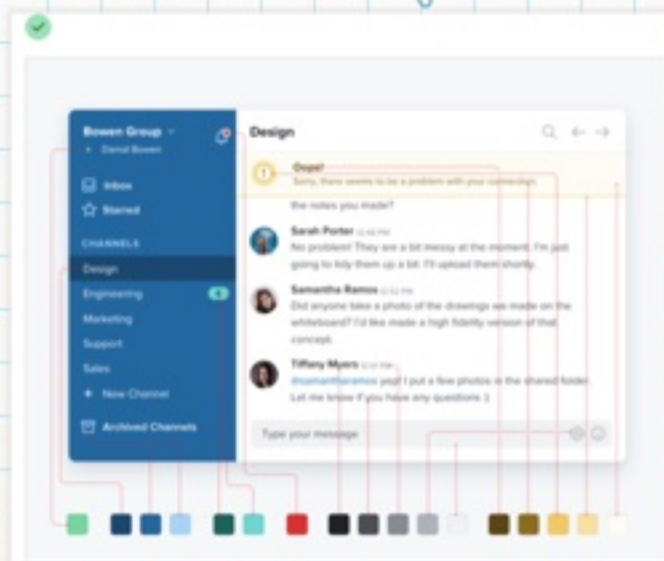 Bowen Group
Danial Bowen
Inbox
Starred
CHANNELS
Design
Engineering
Marketing
Support
Sales
+ New Channel
Archived Channels
Design
Oops!
Sorry, there seems to be a problem with your connection.
the notes you made?
Sarah Porter
No problem! They are a bit messy at the moment. I'm just
going to tidy them up a bit. I'll upload them shortly.
Samantha Ramos
Did anyone take a photo of the drawings we made on the
whiteboard? I'd like made a high fidelity version of that
concept.
Tiffany Myers
@samantharamos yep! I put a few photos in the shared folder.
Let me know if you have any questions :)
Type your message